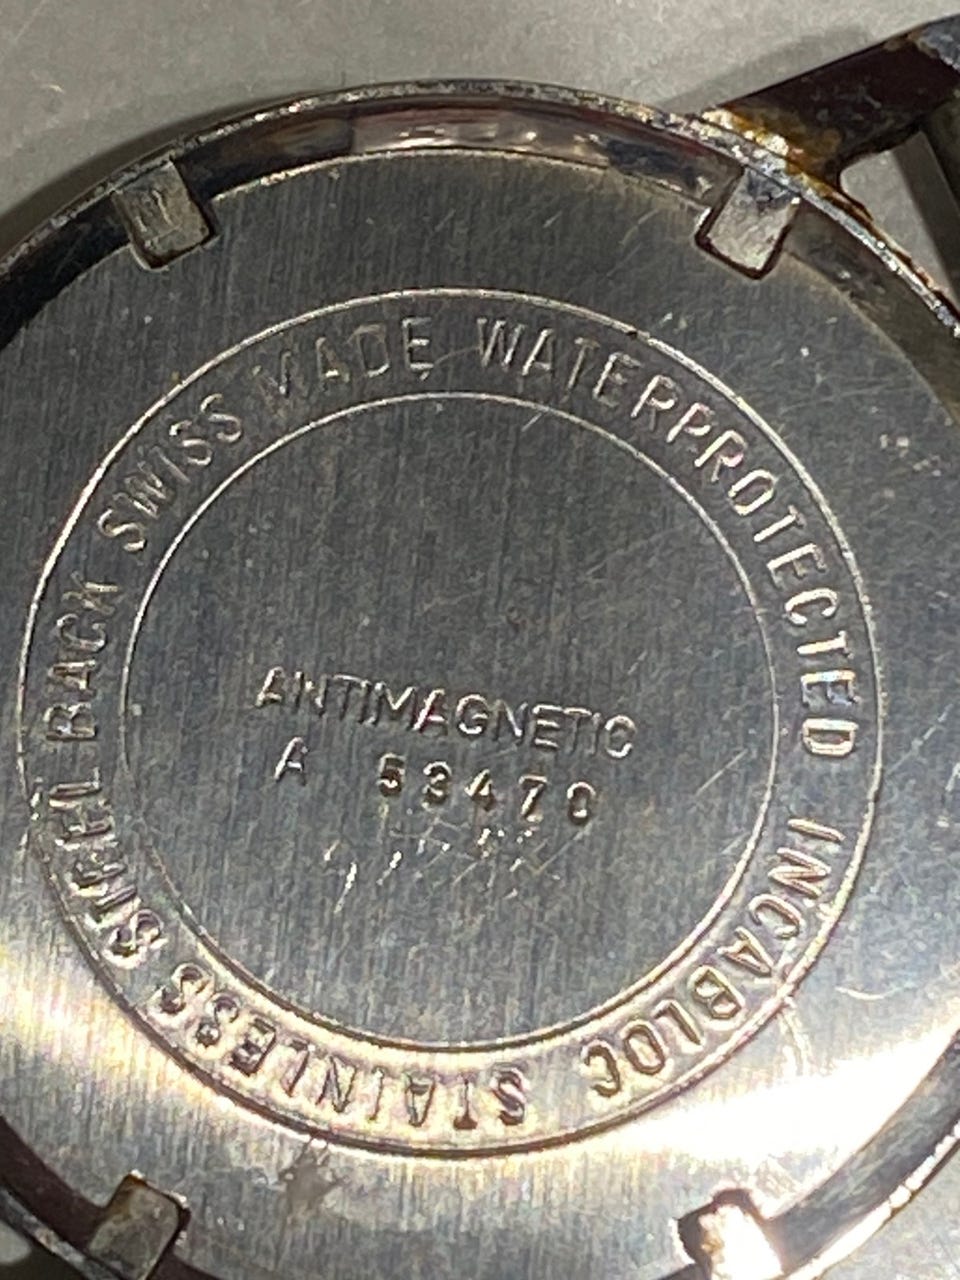 SWISS MADE WATERPROTECTED INCABLOC STAINLESS STEEL BACK
ANTIMAGNETIC
A 53470